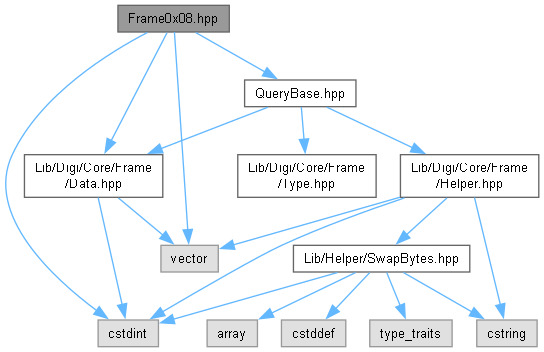 Frame0x08.hpp
QueryBase.hpp
Lib/Digi/Core/Frame
/Data.hpp
Lib/Digi/Core/Frame
/Type.hpp
Lib/Digi/Core/Frame
/Helper.hpp
vector
Lib/Helper/SwapBytes.hpp
cstdint
array
cstddef
type_traits
cstring